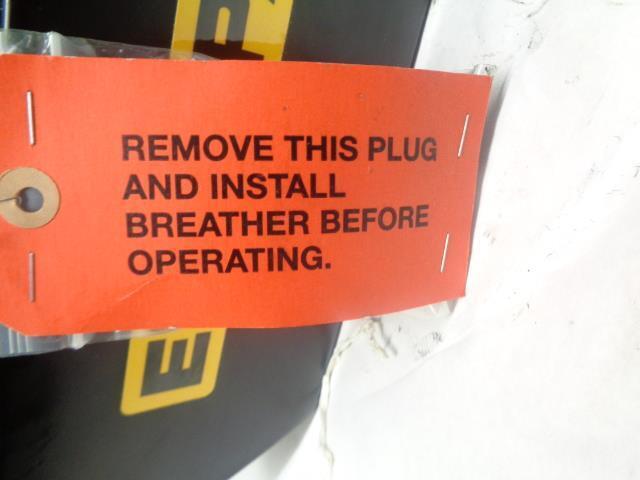 REMOVE THIS PLUG
AND INSTALL
BREATHER BEFORE
OPERATING.
E